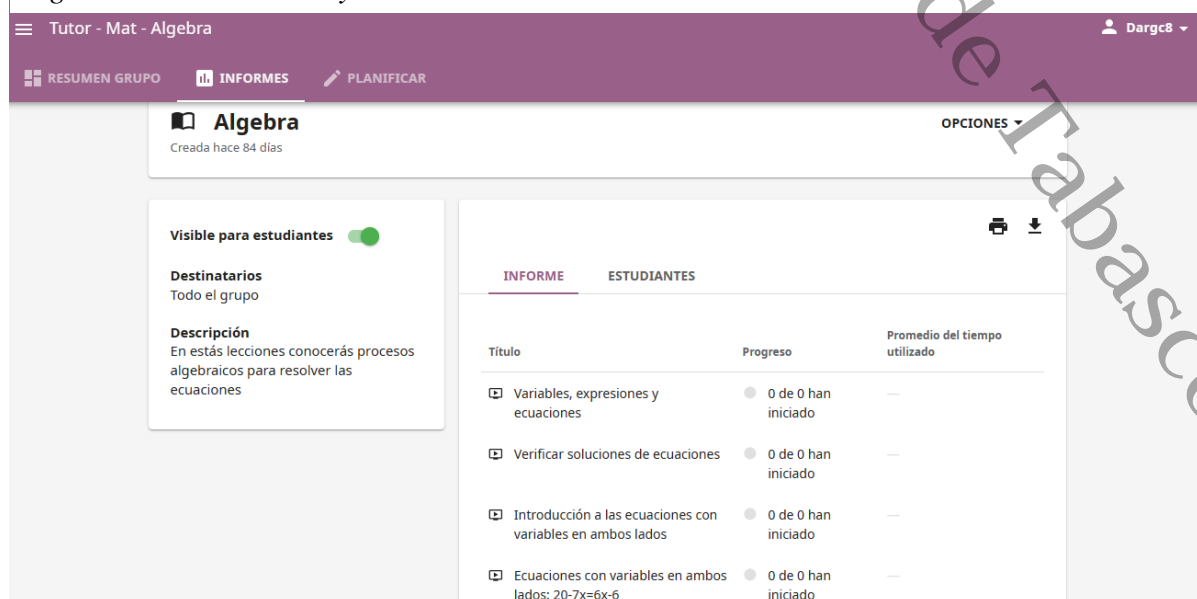 Tutor - Mat - Algebra
Dargc8
RESUMEN GRUPO
INFORMES
PLANIFICAR
Algebra
OPCIONES
Creada hace 84 días
Visible para estudiantes
Destinatarios
Todo el grupo
Descripción
En estás lecciones conocerás procesos
algebraicos para resolver las
ecuaciones
INFORME
ESTUDIANTES
Título
Progreso
Promedio del tiempo
utilizado
Variables, expresiones y
ecuaciones
0 de 0 han
iniciado
—
Verificar soluciones de ecuaciones
0 de 0 han
iniciado
—
Introducción a las ecuaciones con
variables en ambos lados
0 de 0 han
iniciado
—
Ecuaciones con variables en ambos
lados: 20-7x=6x-6
0 de 0 han
iniciado
—
de Tabasco